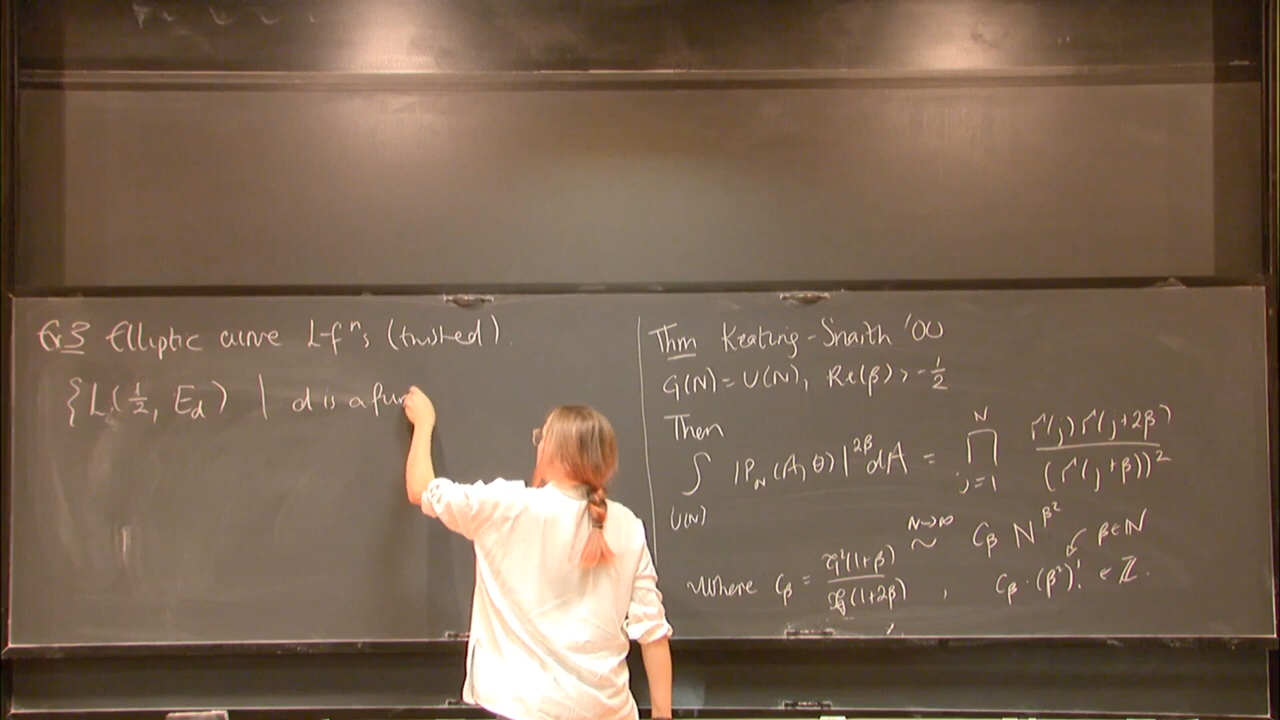 Ex 3 Elliptic curve L-fⁿs (twisted).
{L(½, E_d) | d is a fun
Thm Keating-Snaith '00
G(N) = U(N), Re(β) > -½
Then
∫_{U(N)} |P_N(A,θ)|^{2β} dA = ∏_{j=1}^{N} Γ(j)Γ(j+2β) / (Γ(j+β))²
N→∞ ~ C_β N^{β²}
Where C_β = G²(1+β) / G(1+2β) , C_β · (β²)! ∈ ℤ. β∈ℕ